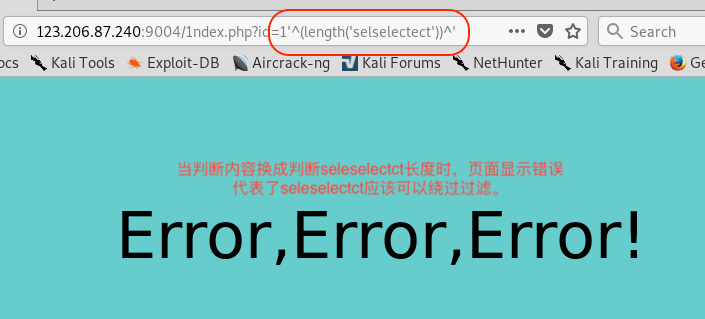 123.206.87.240:9004/1ndex.php?id=1'^(length('selselectect'))^'
Search
ocs Kali Tools Exploit-DB Aircrack-ng Kali Forums NetHunter Kali Training Getting
当判断内容换成判断seleselectct长度时，页面显示错误
代表了seleselectct应该可以绕过过滤。
Error,Error,Error!